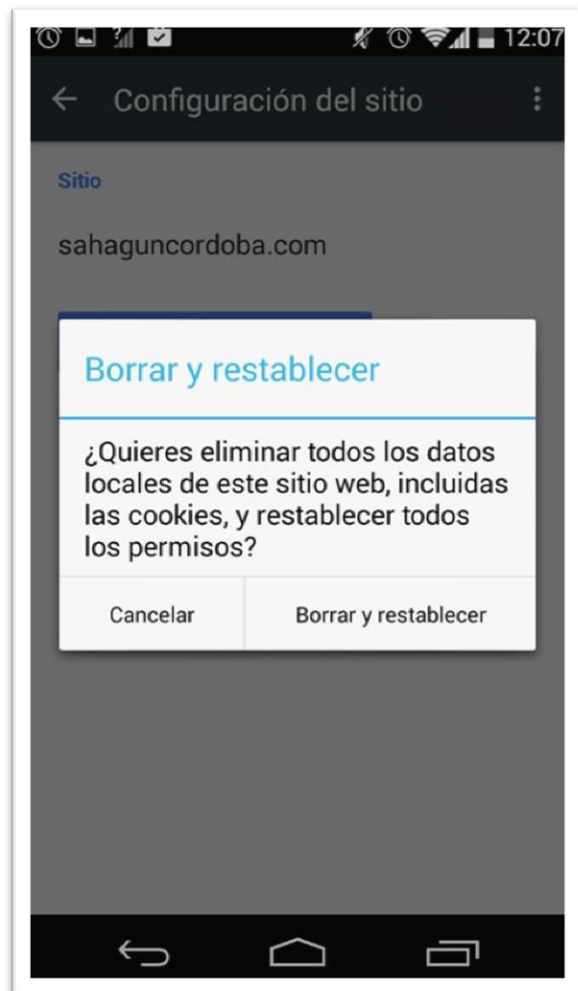 12:07
Configuración del sitio
Sitio
sahaguncordoba.com
Borrar y restablecer
¿Quieres eliminar todos los datos
locales de este sitio web, incluidas
las cookies, y restablecer todos
los permisos?
Cancelar Borrar y restablecer